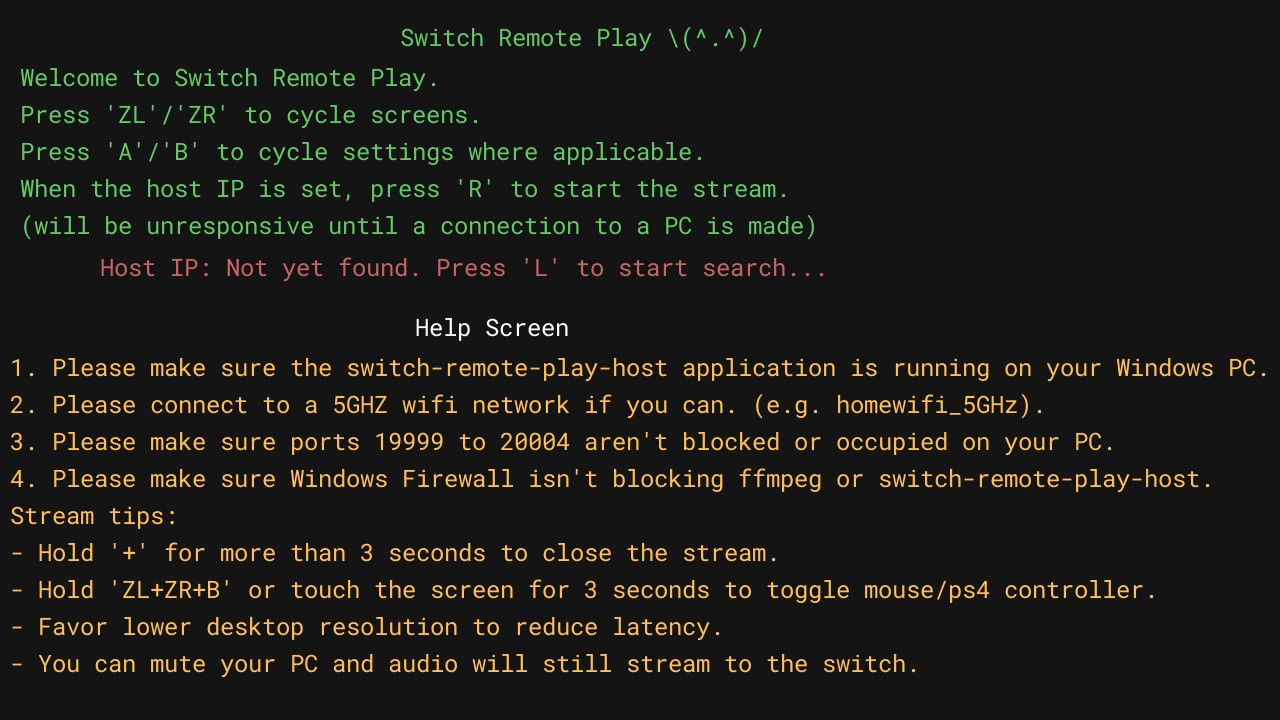 Switch Remote Play \(^.^)/
Welcome to Switch Remote Play.
Press 'ZL'/'ZR' to cycle screens.
Press 'A'/'B' to cycle settings where applicable.
When the host IP is set, press 'R' to start the stream.
(will be unresponsive until a connection to a PC is made)
Host IP: Not yet found. Press 'L' to start search...
Help Screen
1. Please make sure the switch-remote-play-host application is running on your Windows PC.
2. Please connect to a 5GHZ wifi network if you can. (e.g. homewifi_5GHz).
3. Please make sure ports 19999 to 20004 aren't blocked or occupied on your PC.
4. Please make sure Windows Firewall isn't blocking ffmpeg or switch-remote-play-host.
Stream tips:
- Hold '+' for more than 3 seconds to close the stream.
- Hold 'ZL+ZR+B' or touch the screen for 3 seconds to toggle mouse/ps4 controller.
- Favor lower desktop resolution to reduce latency.
- You can mute your PC and audio will still stream to the switch.